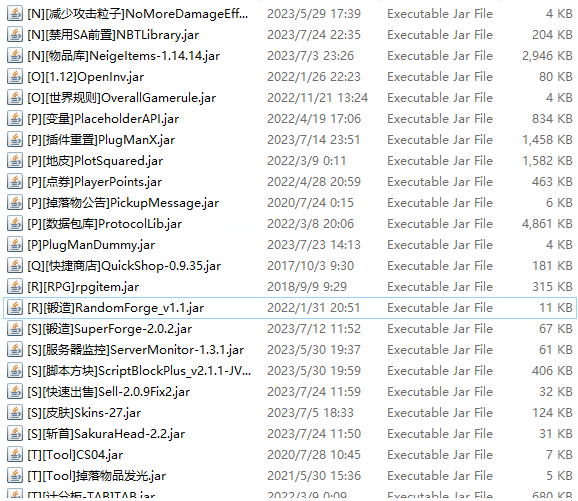 [N][减少攻击粒子]NoMoreDamageEff... 2023/5/29 17:39 Executable Jar File 4 KB
[N][禁用SA前置]NBTLibrary.jar 2023/7/24 22:35 Executable Jar File 204 KB
[N][物品库]NeigeItems-1.14.14.jar 2023/7/3 23:26 Executable Jar File 2,946 KB
[O][1.12]OpenInv.jar 2022/1/26 22:23 Executable Jar File 80 KB
[O][世界规则]OverallGamerule.jar 2022/11/21 13:24 Executable Jar File 4 KB
[P][变量]PlaceholderAPI.jar 2022/4/19 17:06 Executable Jar File 834 KB
[P][插件重置]PlugManX.jar 2023/7/14 23:51 Executable Jar File 1,458 KB
[P][地皮]PlotSquared.jar 2022/3/9 0:11 Executable Jar File 1,582 KB
[P][点券]PlayerPoints.jar 2022/4/28 20:59 Executable Jar File 463 KB
[P][掉落物公告]PickupMessage.jar 2020/7/24 0:15 Executable Jar File 6 KB
[P][数据包库]ProtocolLib.jar 2022/3/8 20:06 Executable Jar File 4,861 KB
[P]PlugManDummy.jar 2023/7/23 14:13 Executable Jar File 4 KB
[Q][快捷商店]QuickShop-0.9.35.jar 2017/10/3 9:30 Executable Jar File 181 KB
[R][RPG]rpgitem.jar 2018/9/9 9:29 Executable Jar File 315 KB
[R][锻造]RandomForge_v1.1.jar 2022/1/31 20:51 Executable Jar File 11 KB
[S][锻造]SuperForge-2.0.2.jar 2023/7/12 11:52 Executable Jar File 67 KB
[S][服务器监控]ServerMonitor-1.3.1.jar 2023/5/30 19:37 Executable Jar File 61 KB
[S][脚本方块]ScriptBlockPlus_v2.1.1-JV... 2023/5/30 19:59 Executable Jar File 406 KB
[S][快速出售]Sell-2.0.9Fix2.jar 2023/7/24 11:59 Executable Jar File 32 KB
[S][皮肤]Skins-27.jar 2023/7/5 18:33 Executable Jar File 124 KB
[S][斩首]SakuraHead-2.2.jar 2023/7/24 11:50 Executable Jar File 31 KB
[T][Tool]CS04.jar 2020/7/28 10:45 Executable Jar File 7 KB
[T][Tool]掉落物品发光.jar 2021/5/30 15:36 Executable Jar File 5 KB
[T][计分板-TAB]TAB.jar 2022/3/9 0:09 Executable Jar File 680 KB